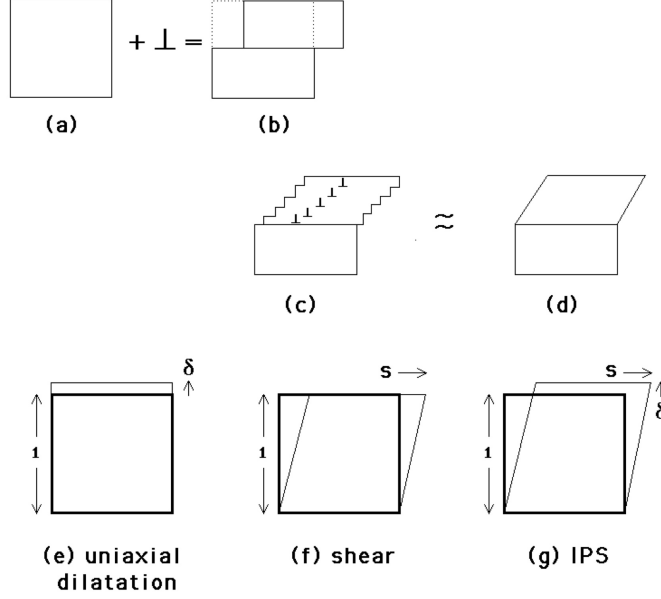 + ⊥ =
(a)
(b)
⊥
⊥
⊥
⊥
⊥
≈
(c)
(d)
δ
s
s
δ
1
1
1
(e) uniaxial
dilatation
(f) shear
(g) IPS